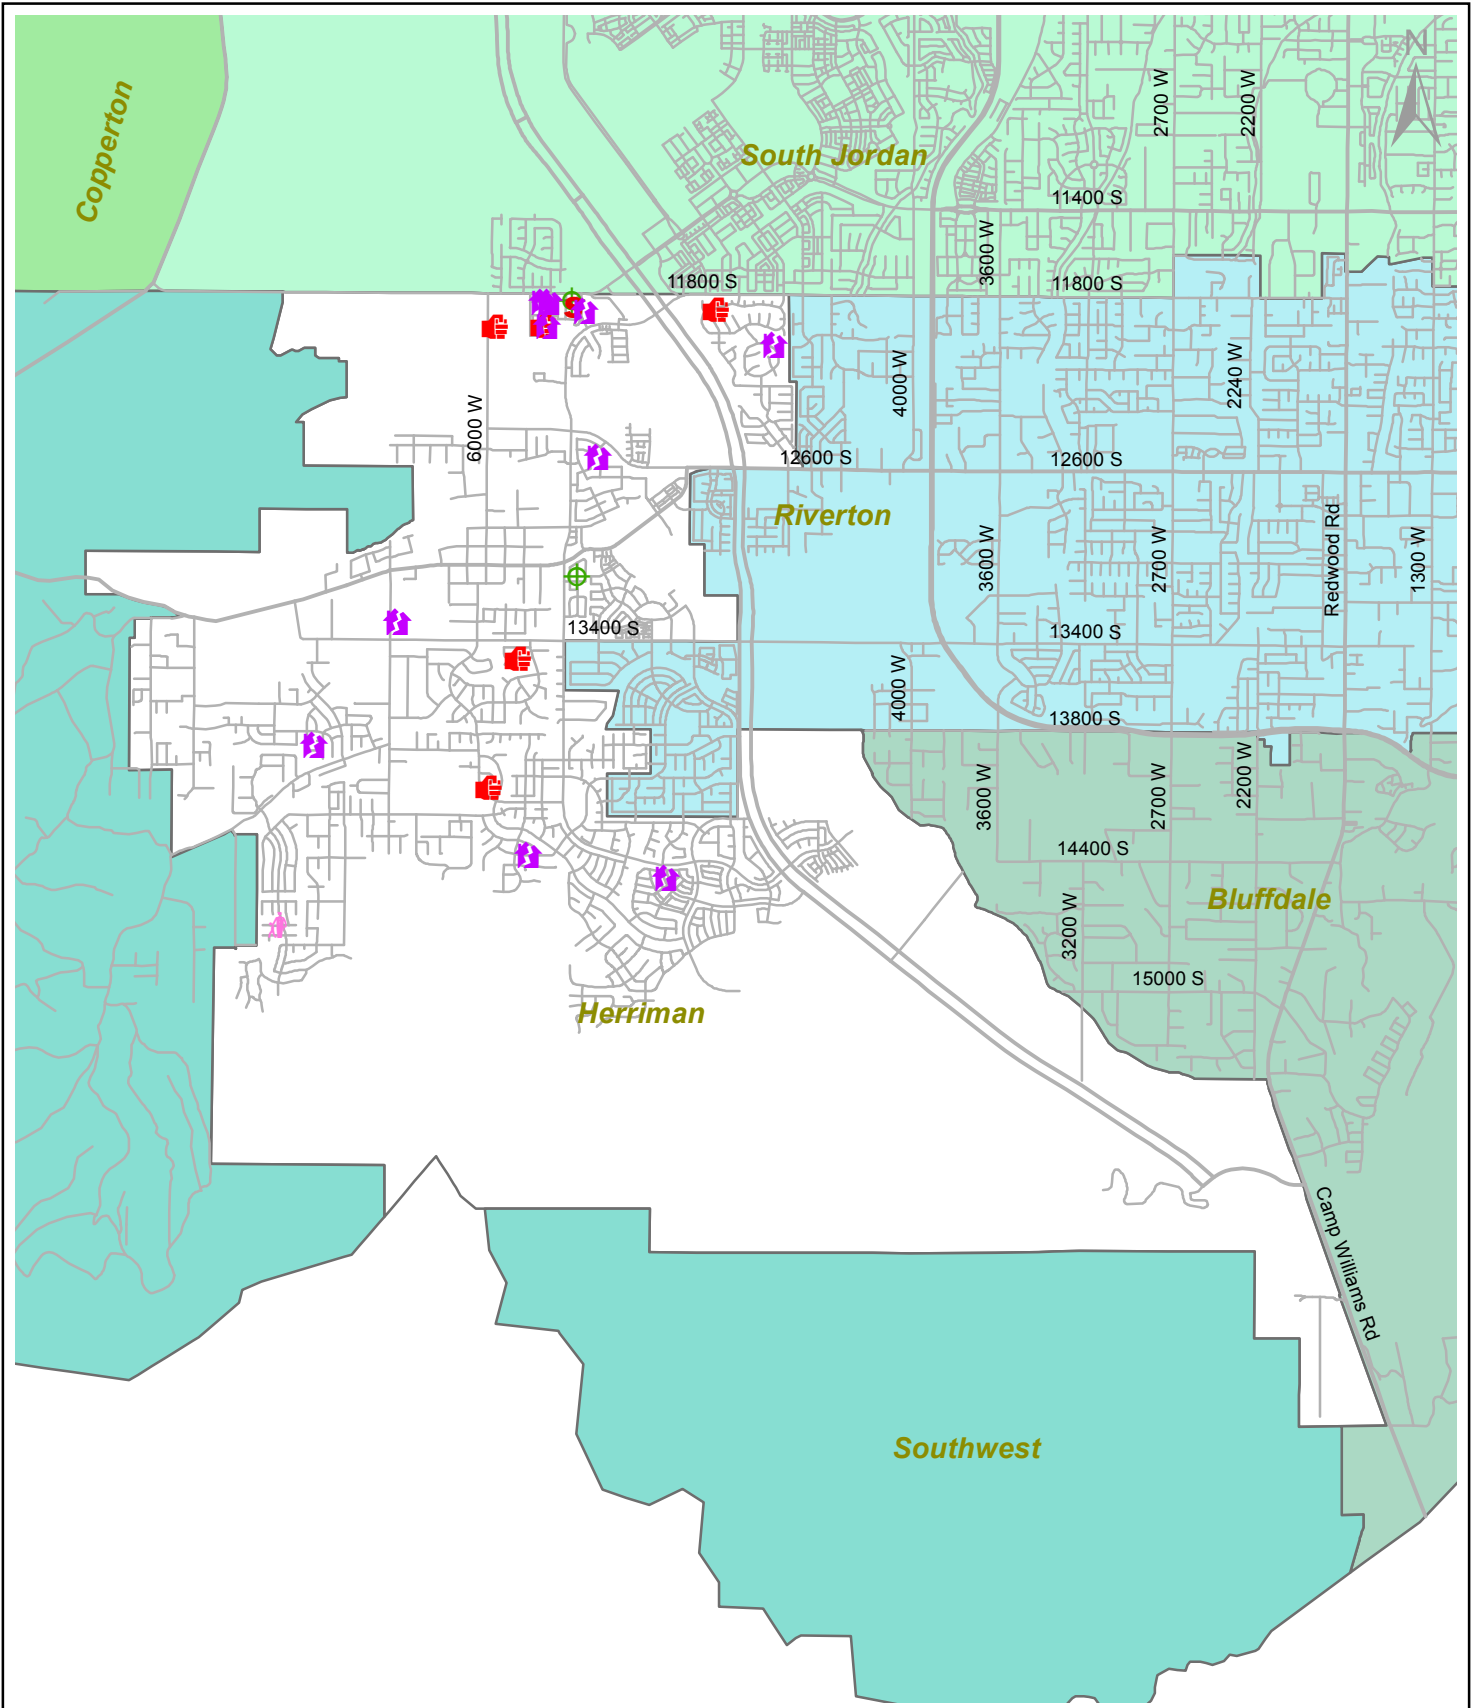 N
Copperton
2700 W
2200 W
South Jordan
11400 S
3600 W
11800 S
11800 S
S
4000 W
2240 W
6000 W
12600 S
12600 S
Riverton
3600 W
2700 W
Redwood Rd
1300 W
13400 S
13400 S
4000 W
13800 S
3600 W
2700 W
2200 W
14400 S
Bluffdale
3200 W
15000 S
Herriman
Camp Williams Rd
Southwest